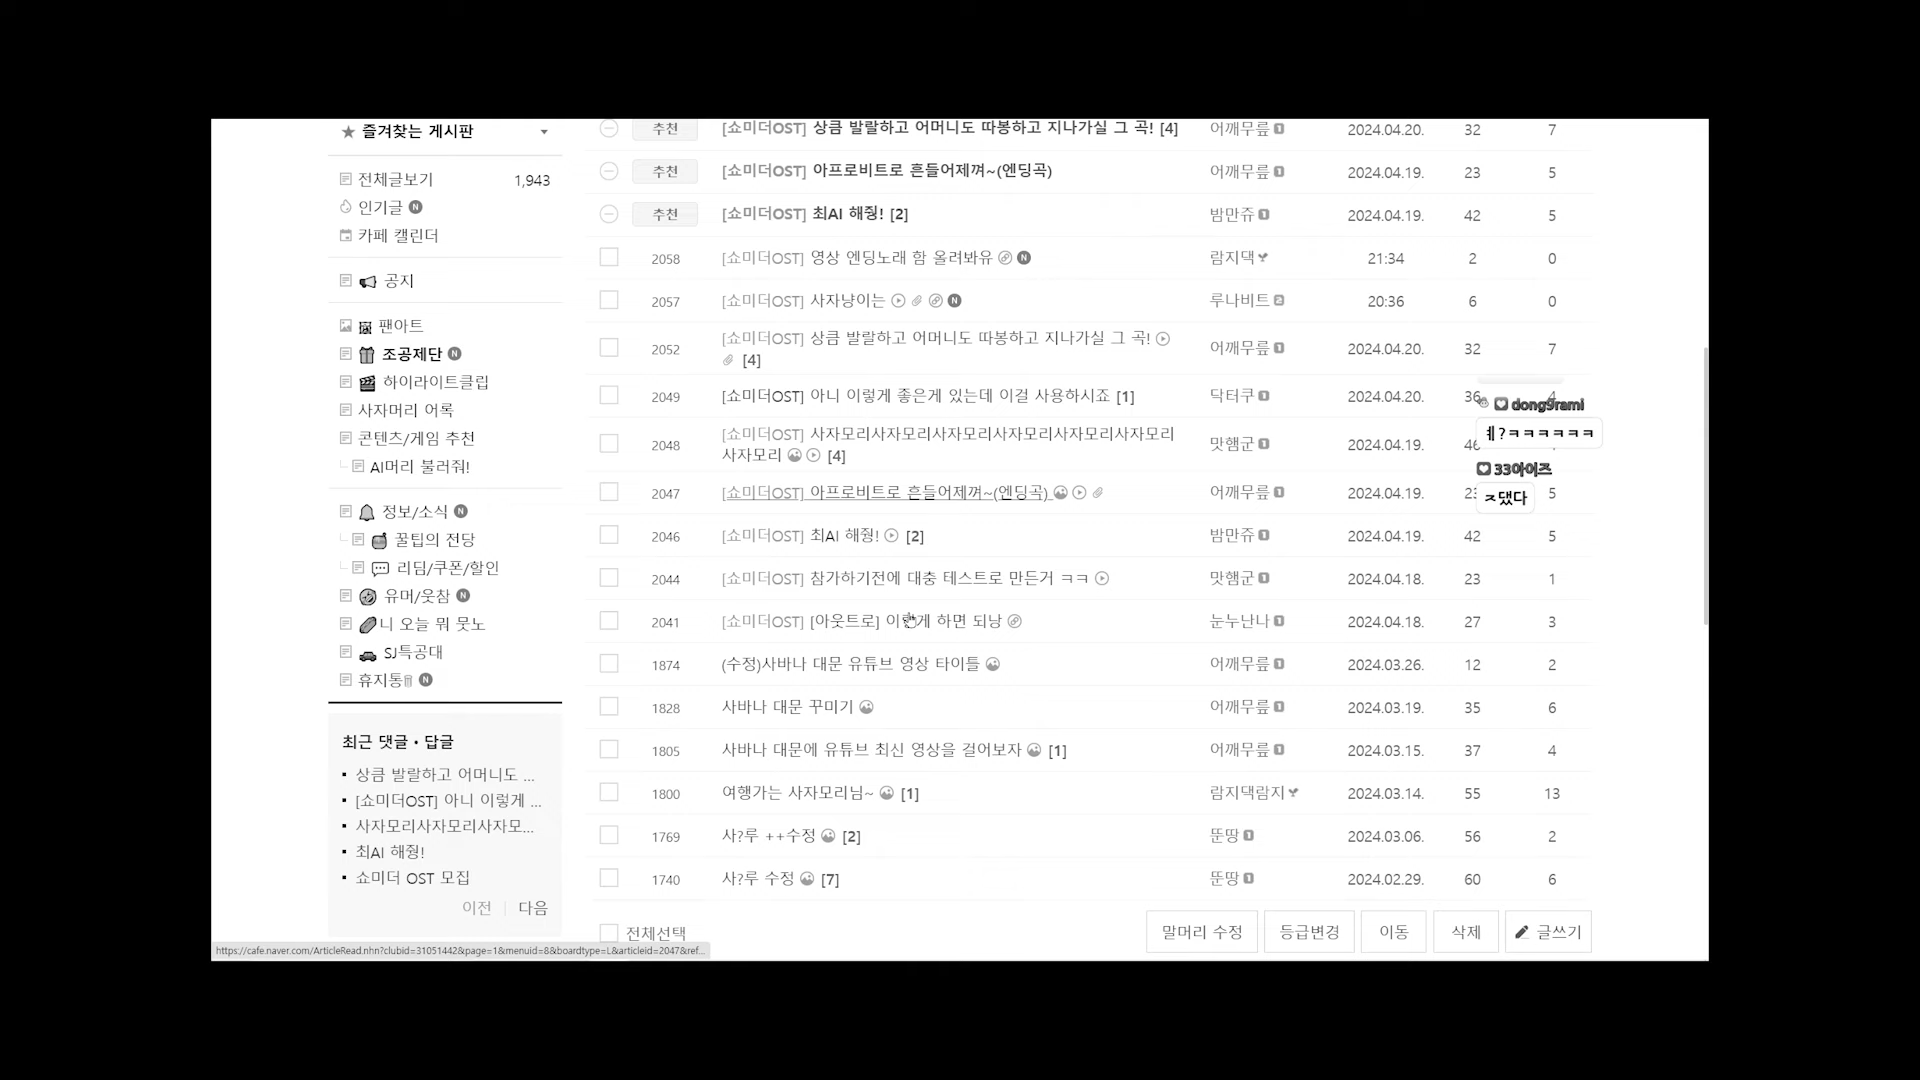 ★ 즐겨찾는 게시판
전체글보기 1,943
인기글 N
카페 캘린더
공지
팬아트
조공제단 N
하이라이트클립
사자머리 어록
콘텐츠/게임 추천
AI머리 불러줘!
정보/소식 N
꿀팁의 전당
리딤/쿠폰/할인
유머/웃참 N
니 오늘 뭐 뭇노
SJ특공대
휴지통 N
최근 댓글 · 답글
상큼 발랄하고 어머니도 ...
[쇼미더OST] 아니 이렇게 ...
사자모리사자모리사자모...
최AI 해줭!
쇼미더 OST 모집
이전 | 다음
추천 [쇼미더OST] 상큼 발랄하고 어머니도 따봉하고 지나가실 그 곡! [4] 어깨무릎 1 2024.04.20. 32 7
추천 [쇼미더OST] 아프로비트로 흔들어제껴~(엔딩곡) 어깨무릎 1 2024.04.19. 23 5
추천 [쇼미더OST] 최AI 해줭! [2] 밤만쥬 1 2024.04.19. 42 5
2058 [쇼미더OST] 영상 엔딩노래 함 올려봐유 N 람지댁 21:34 2 0
2057 [쇼미더OST] 사자냥이는 N 루나비트 2 20:36 6 0
2052 [쇼미더OST] 상큼 발랄하고 어머니도 따봉하고 지나가실 그 곡! 어깨무릎 1 2024.04.20. 32 7
[4]
2049 [쇼미더OST] 아니 이렇게 좋은게 있는데 이걸 사용하시죠 [1] 닥터쿠 1 2024.04.20. 36 4
2048 [쇼미더OST] 사자모리사자모리사자모리사자모리사자모리사자모리 맛햄군 1 2024.04.19. 46
사자모리 [4]
2047 [쇼미더OST] 아프로비트로 흔들어제껴~(엔딩곡) 어깨무릎 1 2024.04.19. 23 5
2046 [쇼미더OST] 최AI 해줭! [2] 밤만쥬 1 2024.04.19. 42 5
2044 [쇼미더OST] 참가하기전에 대충 테스트로 만든거 ㅋㅋ 맛햄군 1 2024.04.18. 23 1
2041 [쇼미더OST] [아웃트로] 이렇게 하면 되낭 눈누난나 1 2024.04.18. 27 3
1874 (수정)사바나 대문 유튜브 영상 타이틀 어깨무릎 1 2024.03.26. 12 2
1828 사바나 대문 꾸미기 어깨무릎 1 2024.03.19. 35 6
1805 사바나 대문에 유튜브 최신 영상을 걸어보자 [1] 어깨무릎 1 2024.03.15. 37 4
1800 여행가는 사자모리님~ [1] 람지댁람지 2024.03.14. 55 13
1769 사?루 ++수정 [2] 뚠땅 1 2024.03.06. 56 2
1740 사?루 수정 [7] 뚠땅 1 2024.02.29. 60 6
dong9rami
ㅋㅋㅋㅋㅋㅋ
33아이즈
ㅈ댔다
전체선택 말머리 수정 등급변경 이동 삭제 글쓰기
https://cafe.naver.com/ArticleRead.nhn?clubid=31051442&page=1&menuid=8&boardtype=L&articleid=2047&ref...